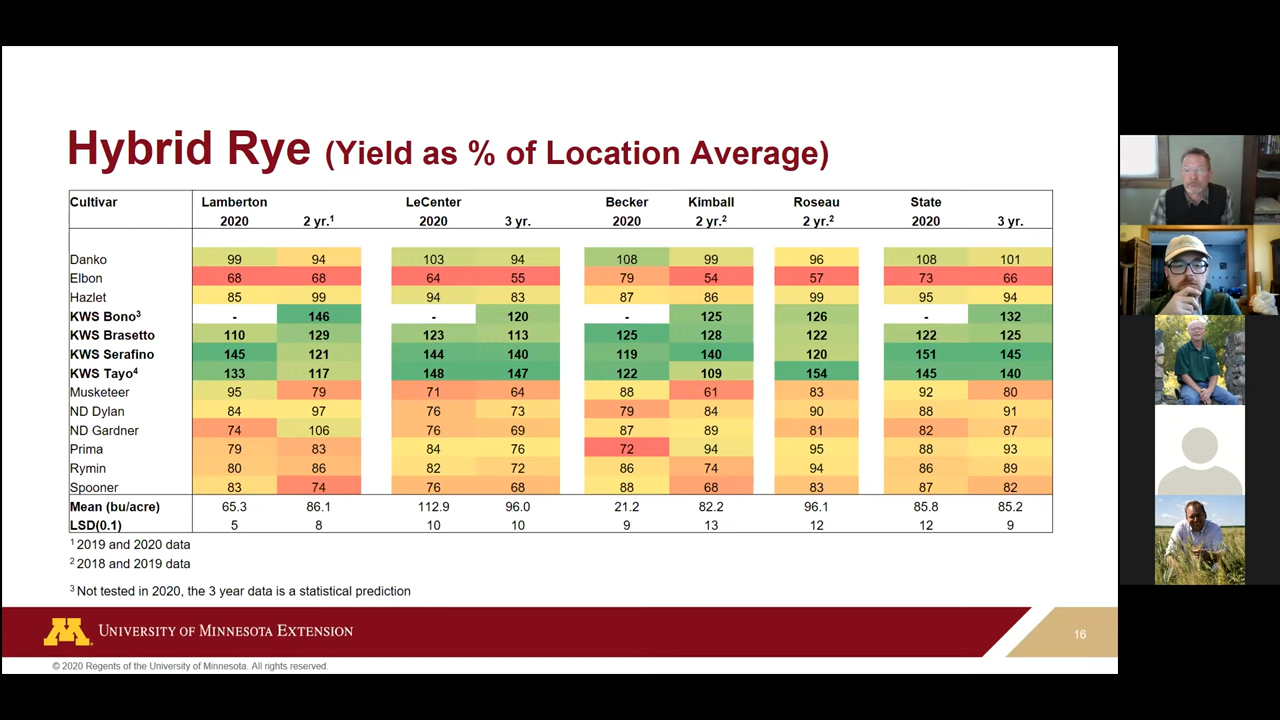 Hybrid Rye (Yield as % of Location Average)
Cultivar Lamberton LeCenter Becker Kimball Roseau State
2020 2 yr.¹ 2020 3 yr. 2020 2 yr.² 2 yr.² 2020 3 yr.
Danko 99 94 103 94 108 99 96 108 101
Elbon 68 68 64 55 79 54 57 73 66
Hazlet 85 99 94 83 87 86 99 95 94
KWS Bono³ - 146 - 120 - 125 126 - 132
KWS Brasetto 110 129 123 113 125 128 122 122 125
KWS Serafino 145 121 144 140 119 140 120 151 145
KWS Tayo⁴ 133 117 148 147 122 109 154 145 140
Musketeer 95 79 71 64 88 61 83 92 80
ND Dylan 84 97 76 73 79 84 90 88 91
ND Gardner 74 106 76 69 87 89 81 82 87
Prima 79 83 84 76 72 94 95 88 93
Rymin 80 86 82 72 86 74 94 86 89
Spooner 83 74 76 68 88 68 83 87 82
Mean (bu/acre) 65.3 86.1 112.9 96.0 21.2 82.2 96.1 85.8 85.2
LSD(0.1) 5 8 10 10 9 13 12 12 9
¹ 2019 and 2020 data
² 2018 and 2019 data
³ Not tested in 2020, the 3 year data is a statistical prediction
M UNIVERSITY OF MINNESOTA EXTENSION
16
© 2020 Regents of the University of Minnesota. All rights reserved.